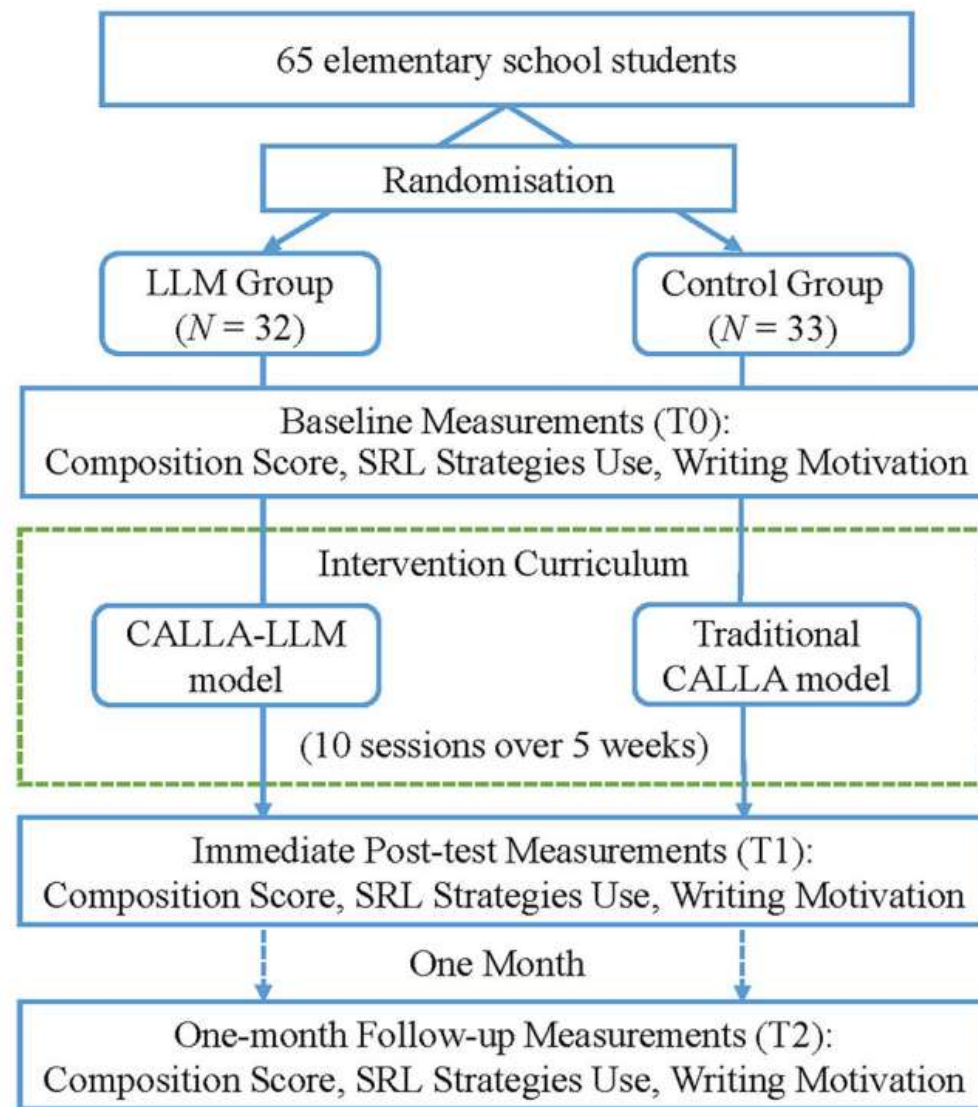 65 elementary school students
Randomisation
LLM Group
(N = 32)
Control Group
(N = 33)
Baseline Measurements (T0):
Composition Score, SRL Strategies Use, Writing Motivation
Intervention Curriculum
CALLA-LLM
model
Traditional
CALLA model
(10 sessions over 5 weeks)
Immediate Post-test Measurements (T1):
Composition Score, SRL Strategies Use, Writing Motivation
One Month
One-month Follow-up Measurements (T2):
Composition Score, SRL Strategies Use, Writing Motivation